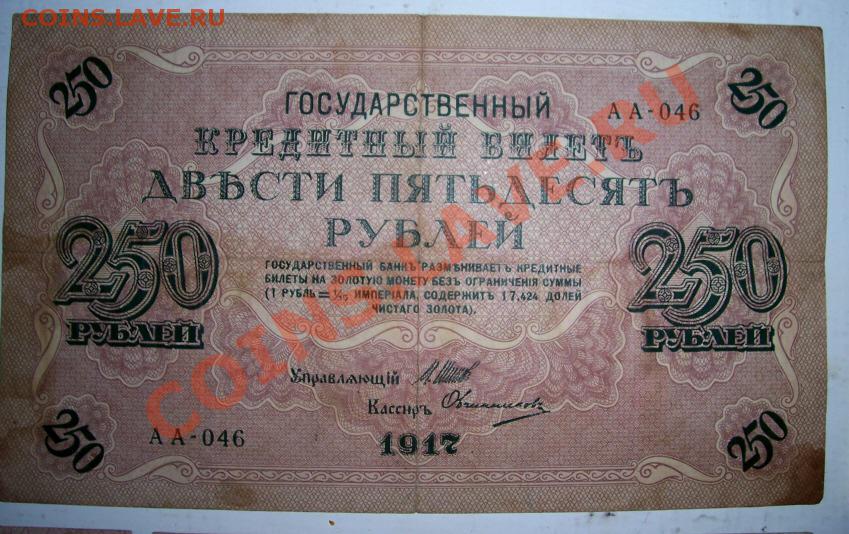 COINS.LAVE.RU
250
250
ГОСУДАРСТВЕННЫЙ
АА-046
КРЕДИТНЫЙ БИЛЕТЪ
ДВѢСТИ ПЯТЬДЕСЯТЪ
РУБЛЕЙ
250
РУБЛЕЙ
250
РУБЛЕЙ
ГОСУДАРСТВЕННЫЙ БАНКЪ РАЗМѢНИВАЕТЪ КРЕДИТНЫЕ
БИЛЕТЫ НА ЗОЛОТУЮ МОНЕТУ БЕЗЪ ОГРАНИЧЕНІЯ СУММЫ
(1 РУБЛЬ = 1/15 ИМПЕРІАЛА, СОДЕРЖИТЪ 17,424 ДОЛЕЙ
ЧИСТАГО ЗОЛОТА).
Управляющій И. Шипов
Кассиръ Овчинниковъ
АА-046
1917
250
250
COINS.LAVE.RU